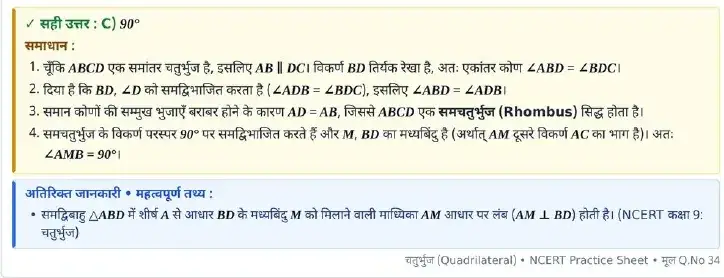 ✓ सही उत्तर : C) 90°
समाधान :
1. चूँकि ABCD एक समांतर चतुर्भुज है, इसलिए AB ∥ DC। विकर्ण BD तिर्यक रेखा है, अतः एकांतर कोण ∠ABD = ∠BDC।
2. दिया है कि BD, ∠D को समद्विभाजित करता है (∠ADB = ∠BDC), इसलिए ∠ABD = ∠ADB।
3. समान कोणों की सम्मुख भुजाएँ बराबर होने के कारण AD = AB, जिससे ABCD एक समचतुर्भुज (Rhombus) सिद्ध होता है।
4. समचतुर्भुज के विकर्ण परस्पर 90° पर समद्विभाजित करते हैं और M, BD का मध्यबिंदु है (अर्थात् AM दूसरे विकर्ण AC का भाग है)। अतः
∠AMB = 90°।
अतिरिक्त जानकारी • महत्वपूर्ण तथ्य :
• समद्विबाहु △ABD में शीर्ष A से आधार BD के मध्यबिंदु M को मिलाने वाली माध्यिका AM आधार पर लंब (AM ⊥ BD) होती है। (NCERT कक्षा 9:
चतुर्भुज)
चतुर्भुज (Quadrilateral) • NCERT Practice Sheet • मूल Q.No 34